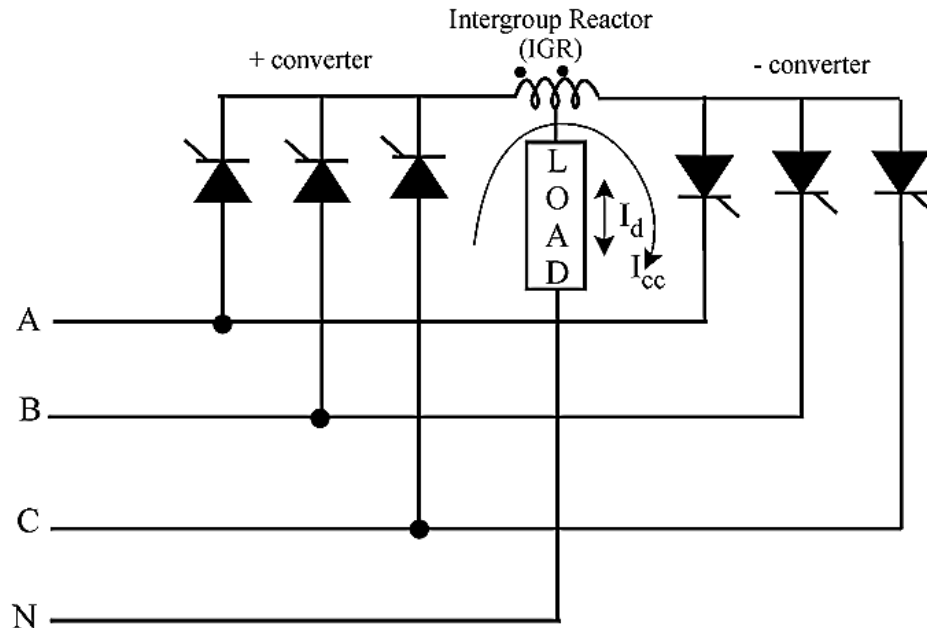 Intergroup Reactor
(IGR)
+ converter
- converter
L
O
A
D
I_d
I_cc
A
B
C
N